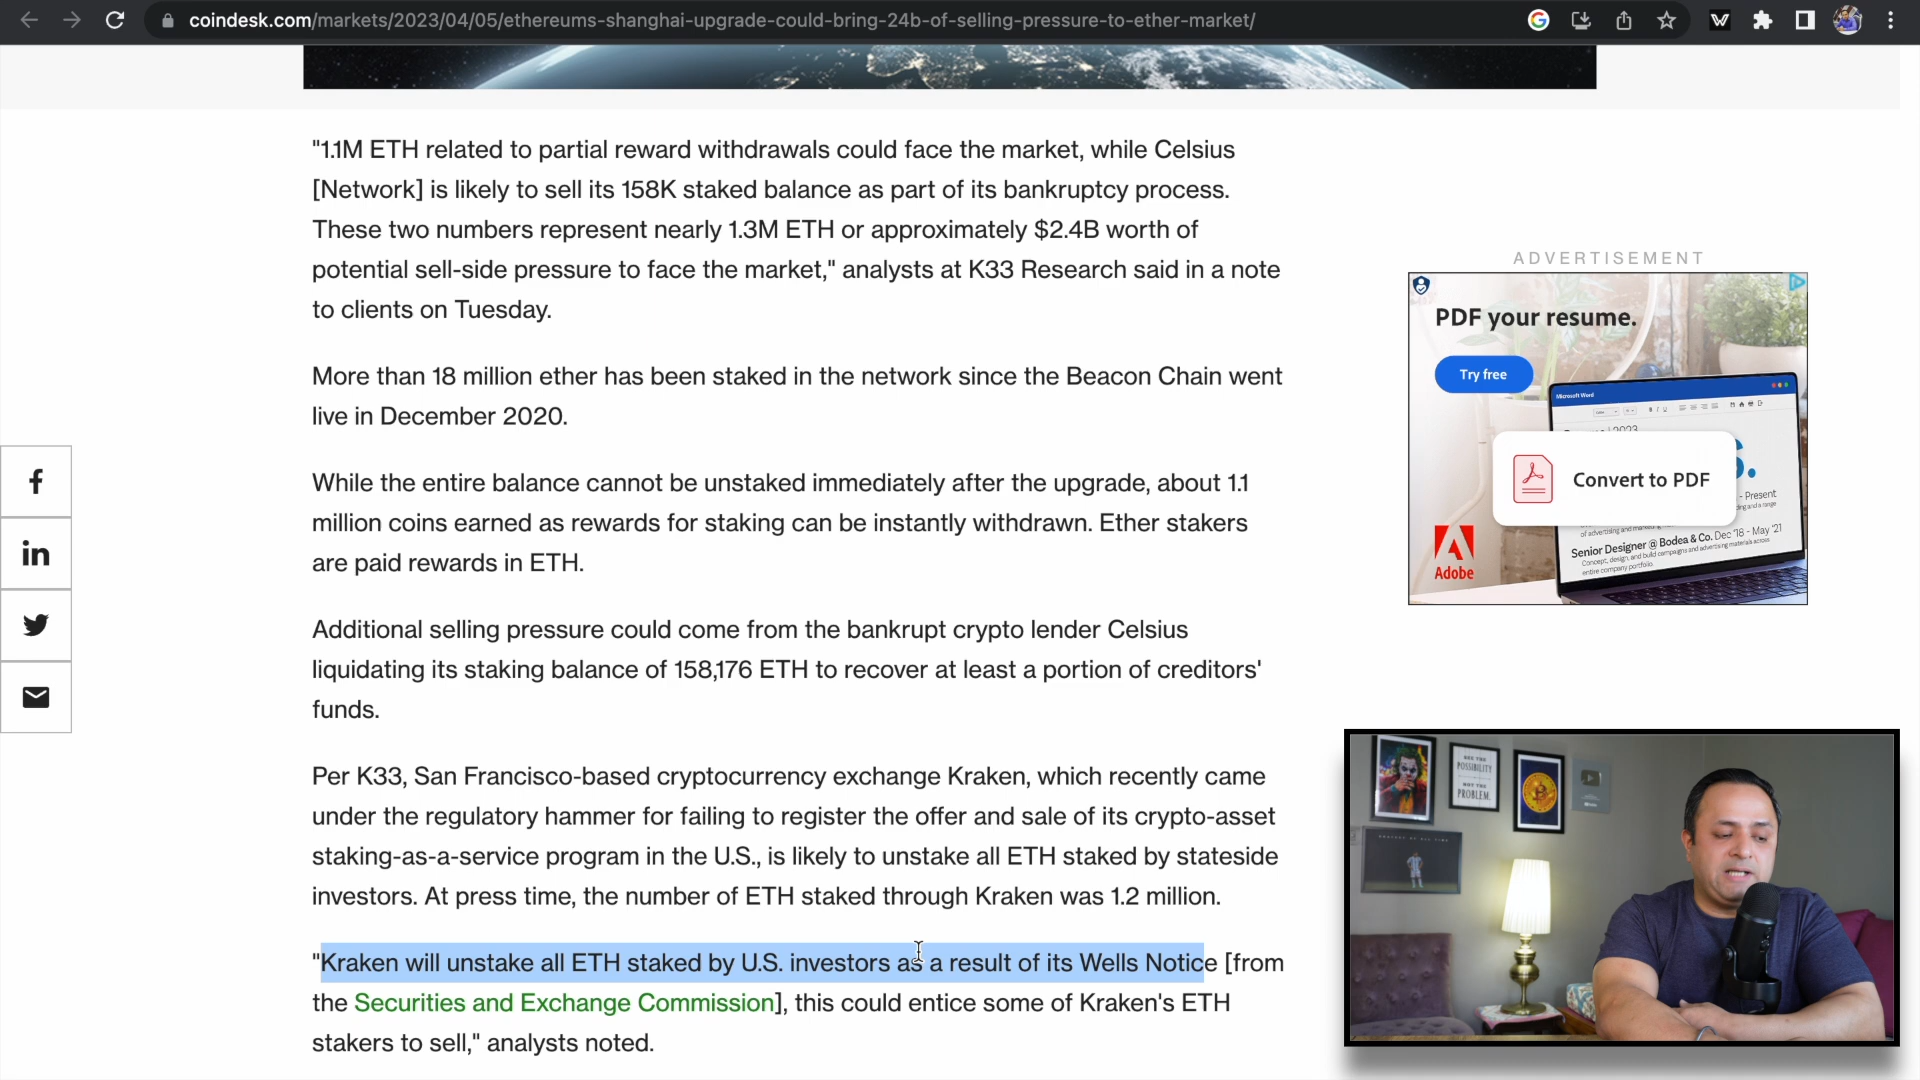 coindesk.com/markets/2023/04/05/ethereums-shanghai-upgrade-could-bring-24b-of-selling-pressure-to-ether-market/
"1.1M ETH related to partial reward withdrawals could face the market, while Celsius
[Network] is likely to sell its 158K staked balance as part of its bankruptcy process.
These two numbers represent nearly 1.3M ETH or approximately $2.4B worth of
potential sell-side pressure to face the market," analysts at K33 Research said in a note
to clients on Tuesday.
More than 18 million ether has been staked in the network since the Beacon Chain went
live in December 2020.
While the entire balance cannot be unstaked immediately after the upgrade, about 1.1
million coins earned as rewards for staking can be instantly withdrawn. Ether stakers
are paid rewards in ETH.
Additional selling pressure could come from the bankrupt crypto lender Celsius
liquidating its staking balance of 158,176 ETH to recover at least a portion of creditors'
funds.
Per K33, San Francisco-based cryptocurrency exchange Kraken, which recently came
under the regulatory hammer for failing to register the offer and sale of its crypto-asset
staking-as-a-service program in the U.S., is likely to unstake all ETH staked by stateside
investors. At press time, the number of ETH staked through Kraken was 1.2 million.
"Kraken will unstake all ETH staked by U.S. investors as a result of its Wells Notice [from
the Securities and Exchange Commission], this could entice some of Kraken's ETH
stakers to sell," analysts noted.
ADVERTISEMENT
PDF your resume.
Try free
Microsoft Word
Convert to PDF
- Present
Senior Designer @ Bodea & Co. Dec '18 - May '21
Adobe
SEE THE
POSSIBILITY
NOT THE
PROBLEM.